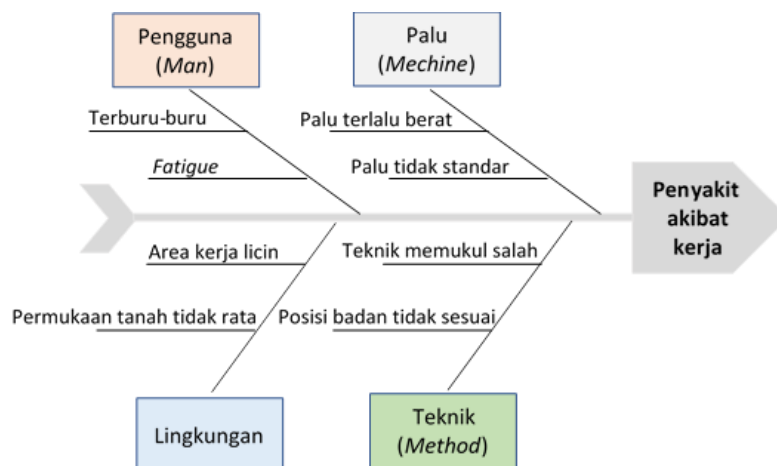 Pengguna
(Man)
Palu
(Mechine)
Terburu-buru
Palu terlalu berat
Fatigue
Palu tidak standar
Penyakit
akibat
kerja
Area kerja licin
Teknik memukul salah
Permukaan tanah tidak rata
Posisi badan tidak sesuai
Lingkungan
Teknik
(Method)